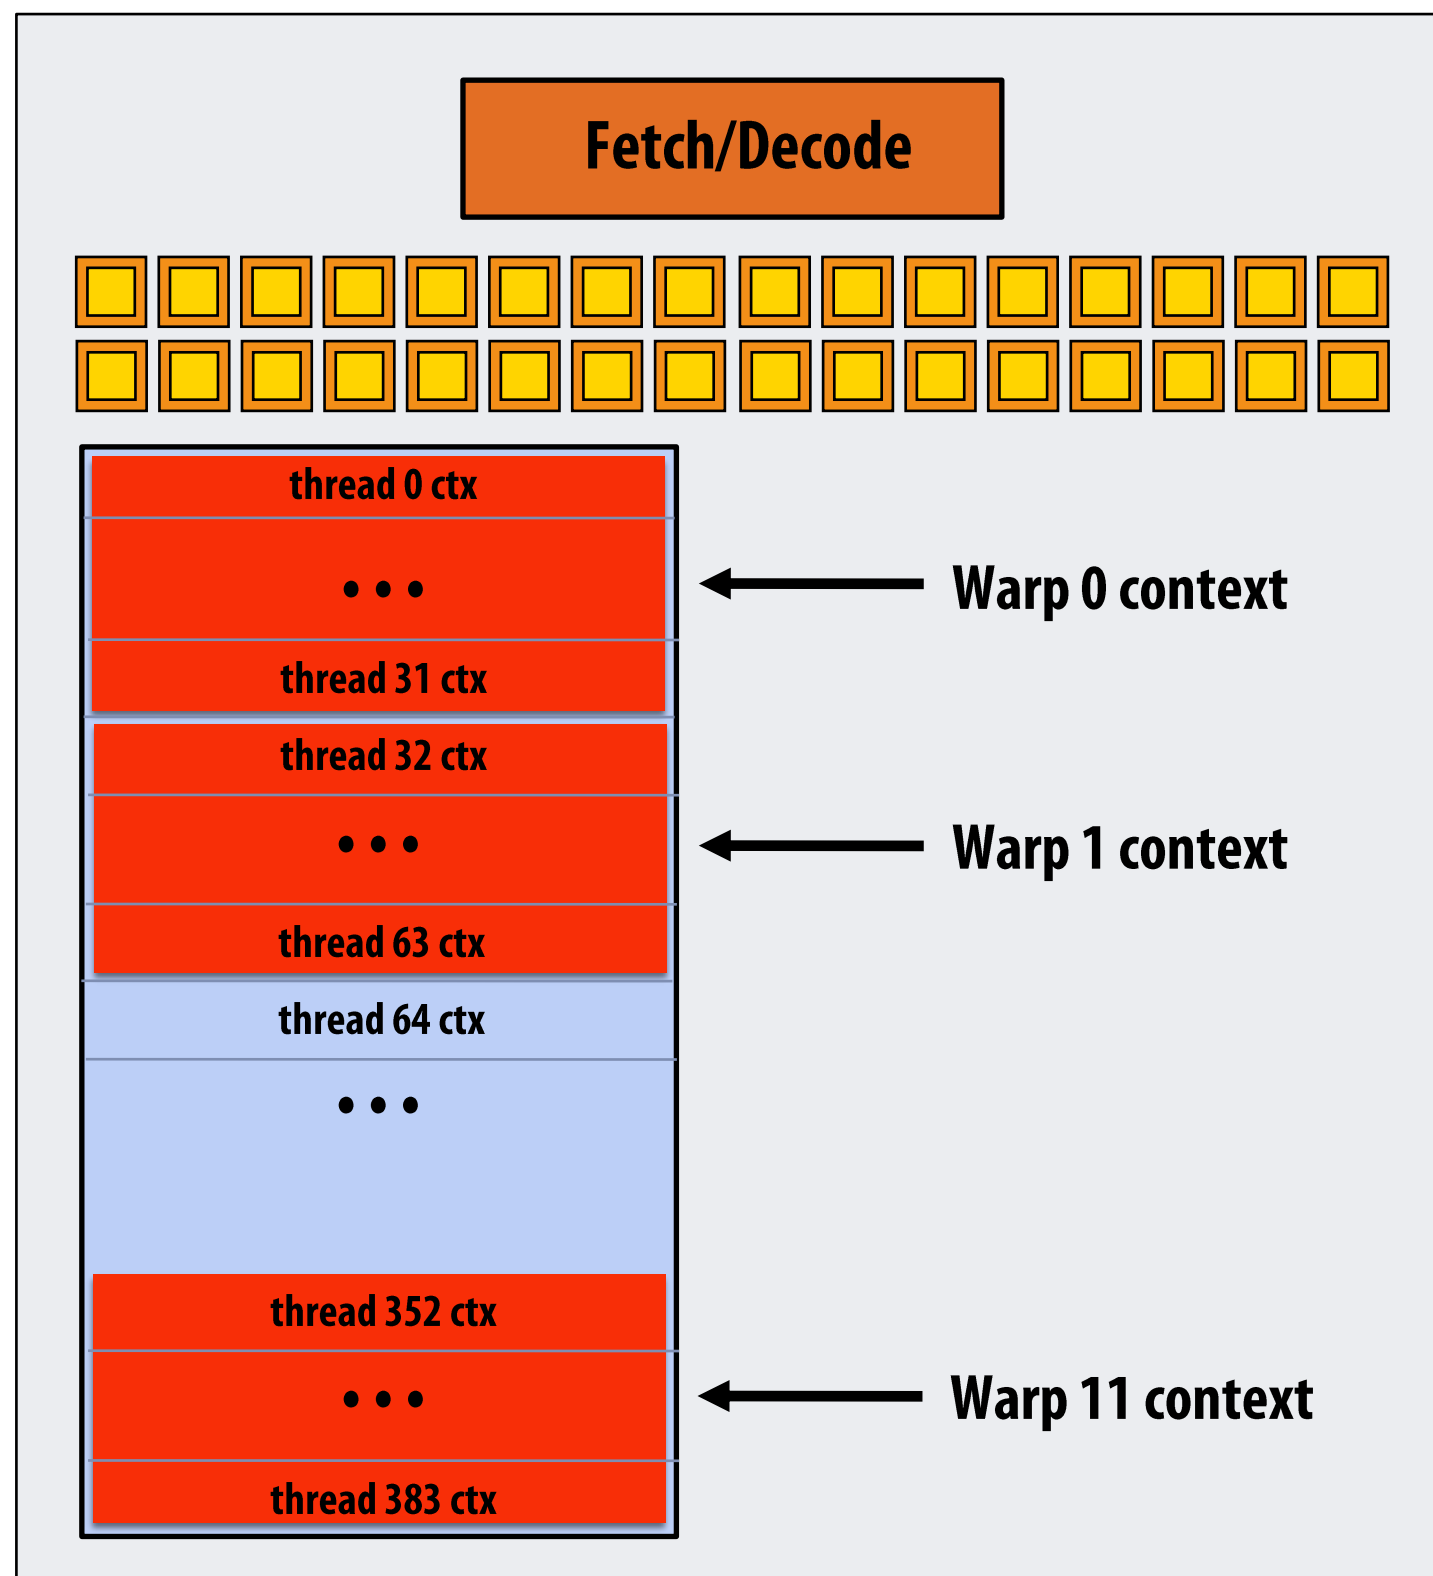 Fetch/Decode
thread 0 ctx
•••
Warp 0 context
thread 31 ctx
thread 32 ctx
•••
Warp 1 context
thread 63 ctx
thread 64 ctx
•••
thread 352 ctx
•••
Warp 11 context
thread 383 ctx